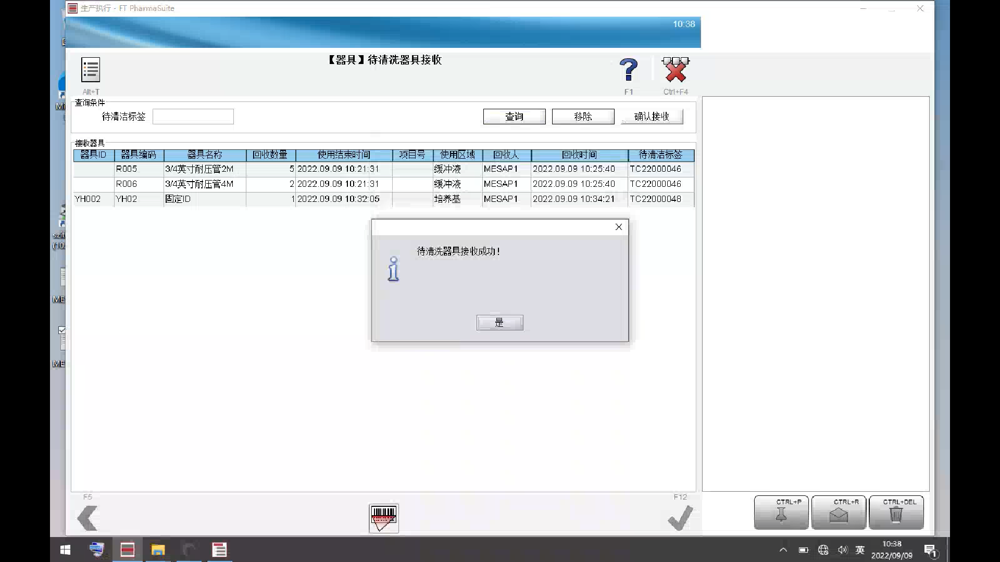 生产执行 - FT PharmaSuite
10:38
【器具】待清洗器具接收
Alt+T
F1
Ctrl+F4
查询条件
待清洁标签
查询
移除
确认接收
接收器具
器具ID 器具编码 器具名称 回收数量 使用结束时间 项目号 使用区域 回收人 回收时间 待清洁标签
R005 3/4英寸耐压管2M 5 2022.09.09 10:21:31 缓冲液 MESAP1 2022.09.09 10:25:40 TC22000046
R006 3/4英寸耐压管4M 2 2022.09.09 10:21:31 缓冲液 MESAP1 2022.09.09 10:25:40 TC22000046
YH002 YH02 固定ID 1 2022.09.09 10:32:05 培养基 MESAP1 2022.09.09 10:34:21 TC22000048
待清洗器具接收成功!
是
szit
(10.
ME
ME
F5
F12
CTRL+P
CTRL+R
CTRL+DEL
英
10:38
2022/09/09
1